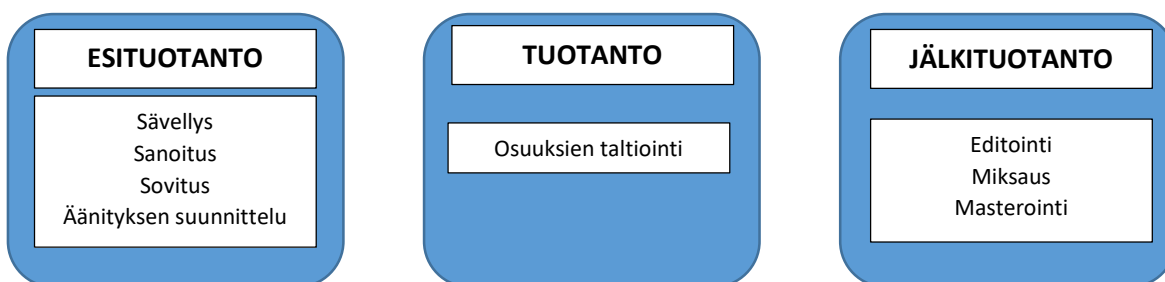 ESITUOTANTO
Sävellys
Sanoitus
Sovitus
Äänityksen suunnittelu
TUOTANTO
Osuuksien taltiointi
JÄLKITUOTANTO
Editointi
Miksaus
Masterointi